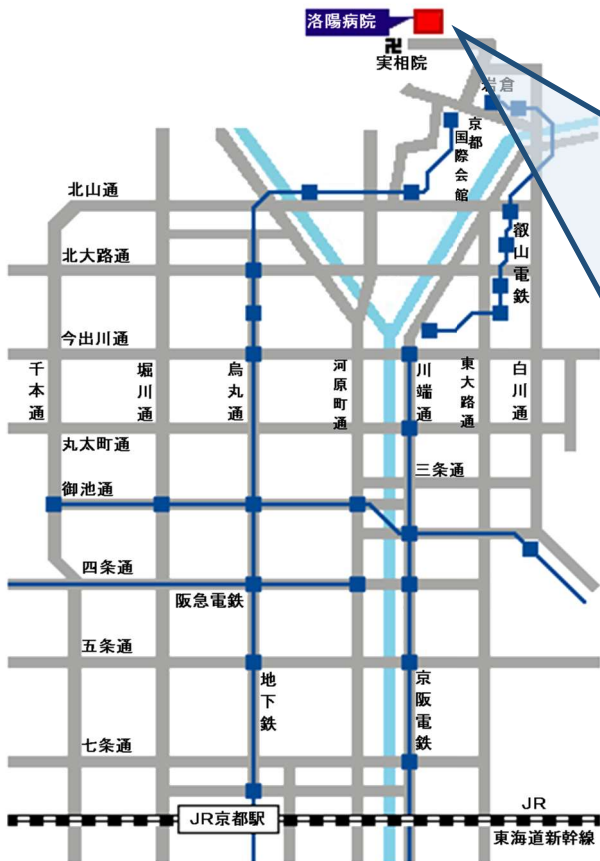 洛陽病院
実相院
岩倉
京都
国際会館
北山通
叡山電鉄
北大路通
今出川通
千本通
堀川通
烏丸通
河原町通
川端通
東大路通
白川通
丸太町通
三条通
御池通
四条通
阪急電鉄
五条通
地下鉄
京阪電鉄
七条通
JR京都駅
JR
東海道新幹線